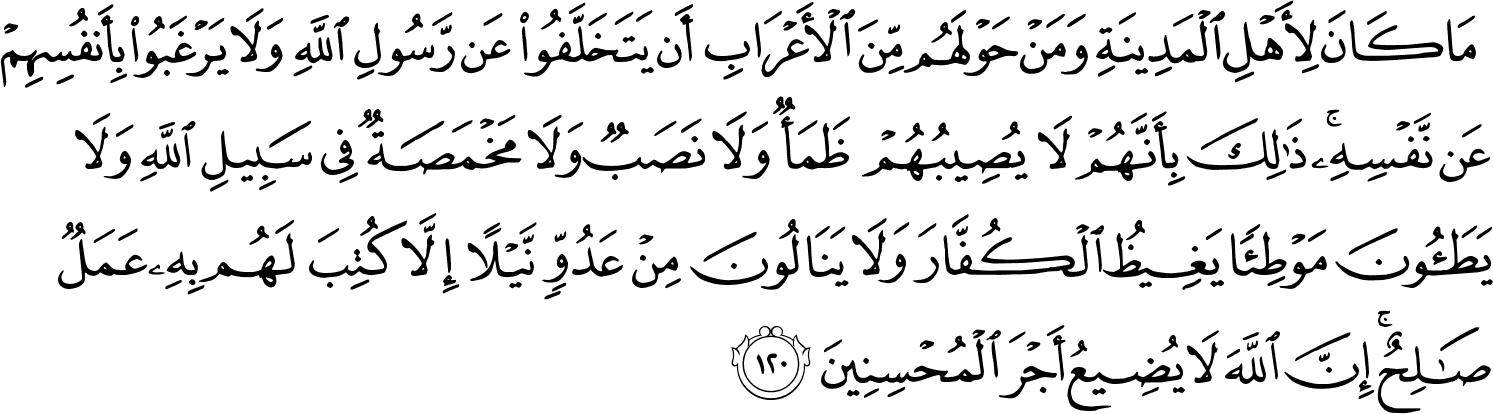 مَا كَانَ لِأَهْلِ ٱلْمَدِينَةِ وَمَنْ حَوْلَهُم مِّنَ ٱلْأَعْرَابِ أَن يَتَخَلَّفُوا۟ عَن رَّسُولِ ٱللَّهِ وَلَا يَرْغَبُوا۟ بِأَنفُسِهِمْ
عَن نَّفْسِهِۦ ۚ ذَٰلِكَ بِأَنَّهُمْ لَا يُصِيبُهُمْ ظَمَأٌ وَلَا نَصَبٌ وَلَا مَخْمَصَةٌ فِى سَبِيلِ ٱللَّهِ وَلَا
يَطَـُٔونَ مَوْطِئًا يَغِيظُ ٱلْكُفَّارَ وَلَا يَنَالُونَ مِنْ عَدُوٍّ نَّيْلًا إِلَّا كُتِبَ لَهُم بِهِۦ عَمَلٌ
صَـٰلِحٌ ۚ إِنَّ ٱللَّهَ لَا يُضِيعُ أَجْرَ ٱلْمُحْسِنِينَ ١٢٠